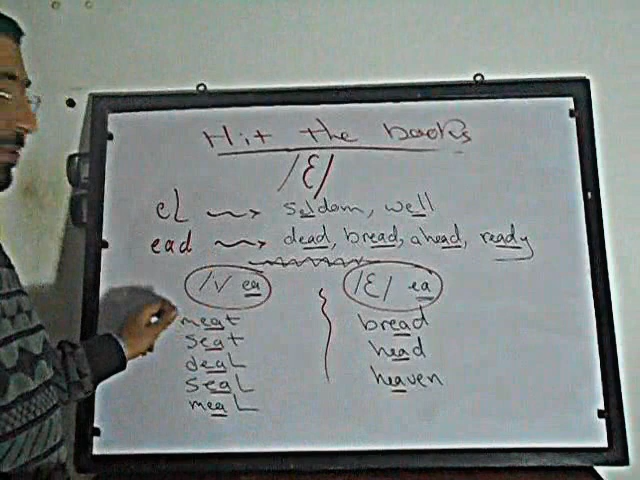 Hit the books
/ɛ/
eL → seldom, well
ead → dead, bread, ahead, ready
/i/ ea
/ɛ/ ea
meat
seat
deaL
seaL
meaL
bread
head
heaven